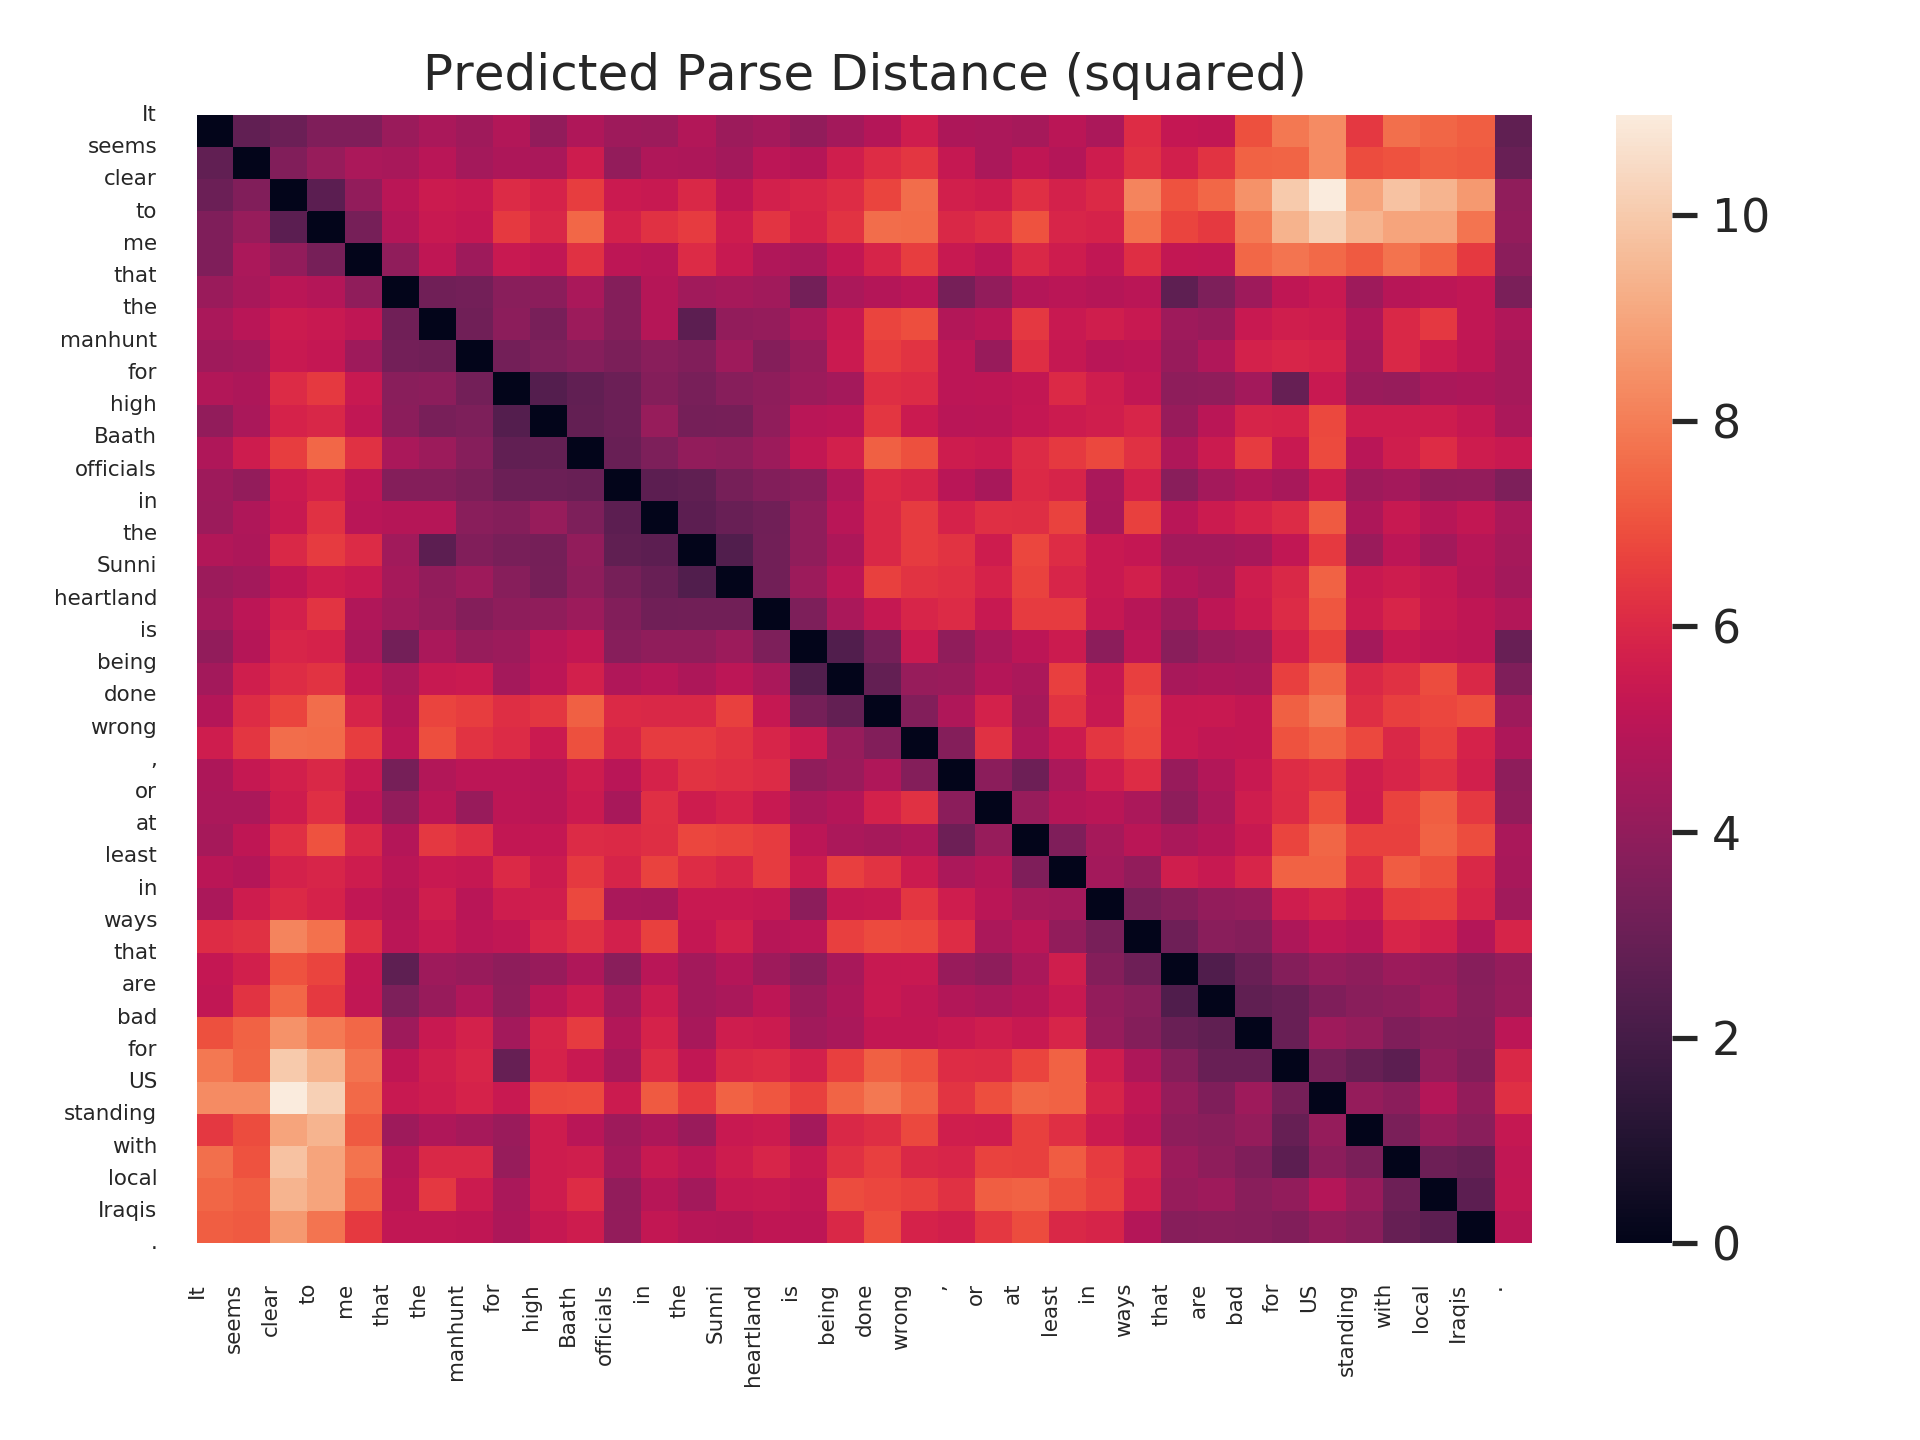 Predicted Parse Distance (squared)
It
seems
clear
to
me
that
the
manhunt
for
high
Baath
officials
in
the
Sunni
heartland
is
being
done
wrong
,
or
at
least
in
ways
that
are
bad
for
US
standing
with
local
Iraqis
.
10
8
6
4
2
0
It seems clear to me that the manhunt for high Baath officials in the Sunni heartland is being done wrong , or at least in ways that are bad for US standing with local Iraqis .